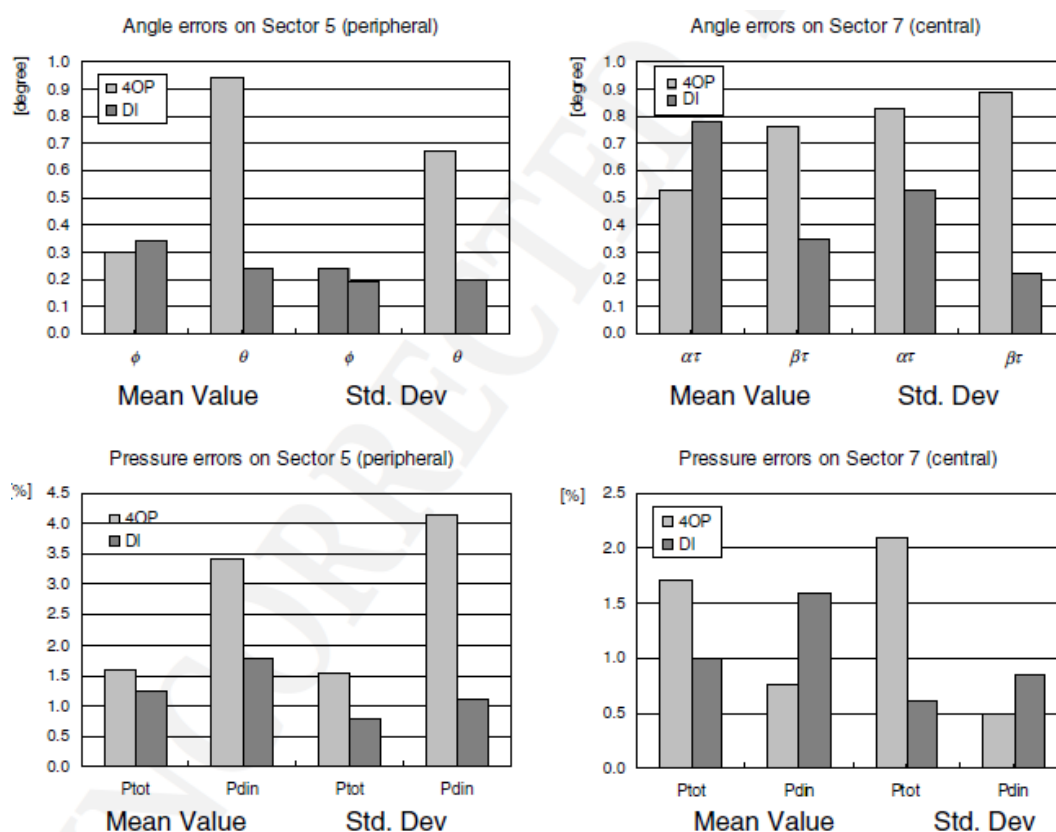 Angle errors on Sector 5 (peripheral)
[degree]
1.0
0.9
0.8
0.7
0.6
0.5
0.4
0.3
0.2
0.1
0.0
4OP
DI
ϕ θ ϕ θ
Mean Value Std. Dev
Angle errors on Sector 7 (central)
[degree]
1.0
0.9
0.8
0.7
0.6
0.5
0.4
0.3
0.2
0.1
0.0
4OP
DI
ατ βτ ατ βτ
Mean Value Std. Dev
Pressure errors on Sector 5 (peripheral)
[%]
4.5
4.0
3.5
3.0
2.5
2.0
1.5
1.0
0.5
0.0
4OP
DI
Ptot Pdin Ptot Pdin
Mean Value Std. Dev
Pressure errors on Sector 7 (central)
[%]
2.5
2.0
1.5
1.0
0.5
0.0
4OP
DI
Ptot Pdin Ptot Pdin
Mean Value Std. Dev
UNCORRECTED